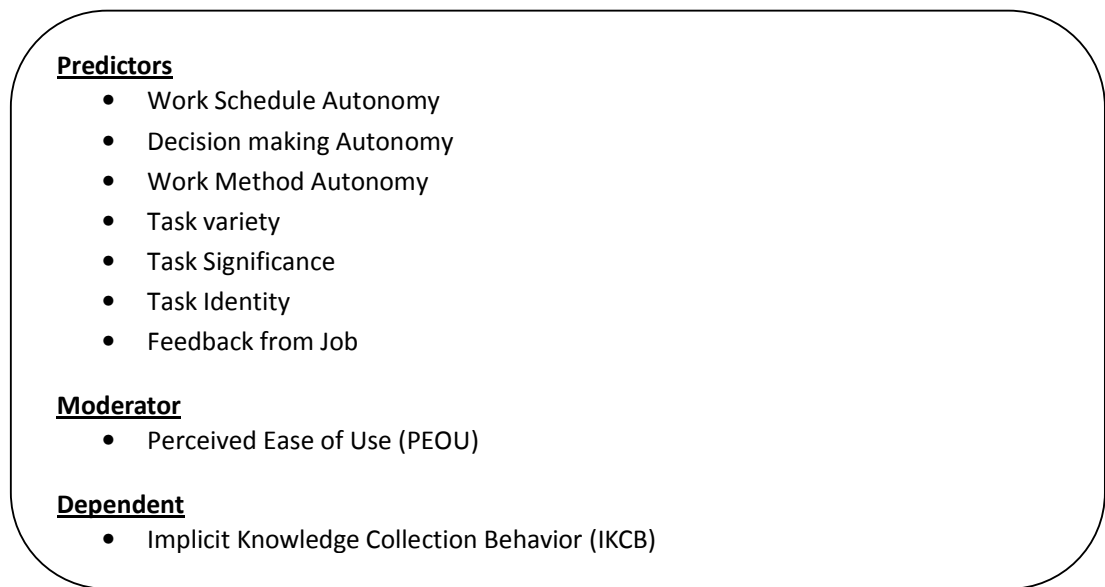 Predictors
• Work Schedule Autonomy
• Decision making Autonomy
• Work Method Autonomy
• Task variety
• Task Significance
• Task Identity
• Feedback from Job
Moderator
• Perceived Ease of Use (PEOU)
Dependent
• Implicit Knowledge Collection Behavior (IKCB)